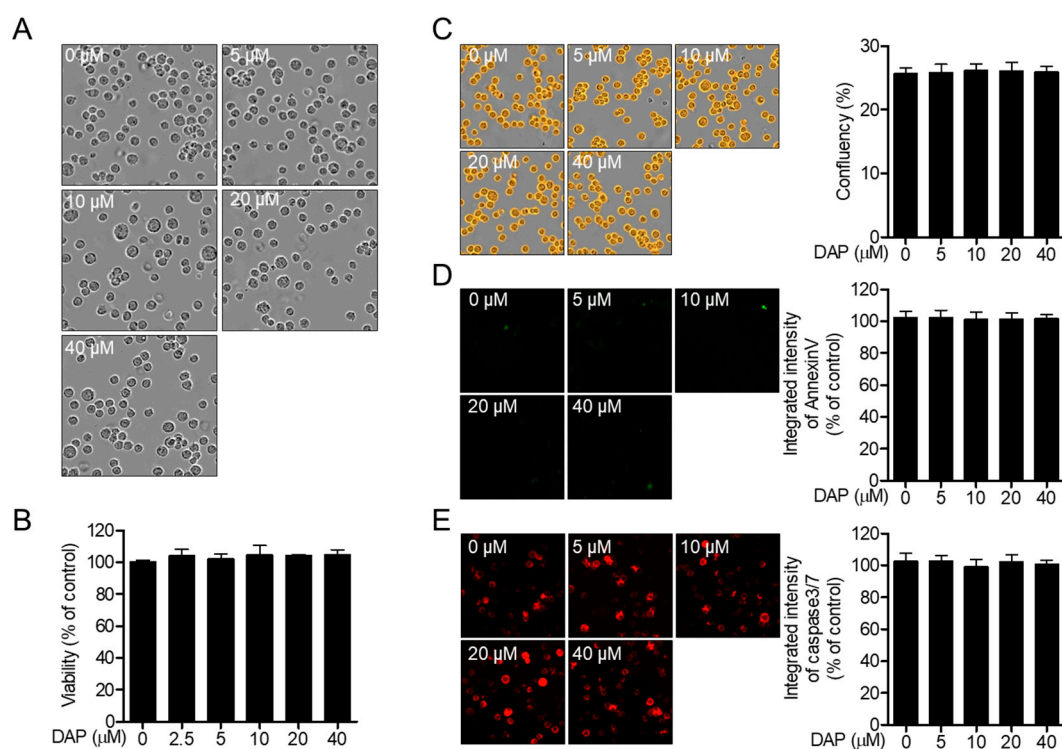 A
0 µM
5 µM
10 µM
20 µM
40 µM
B
Viability (% of control)
120
100
80
60
40
20
0
DAP (µM)
0 2.5 5 10 20 40
C
0 µM
5 µM
10 µM
20 µM
40 µM
Confluency (%)
30
20
10
0
DAP (µM)
0 5 10 20 40
D
0 µM
5 µM
10 µM
20 µM
40 µM
Integrated intensity
of AnnexinV
(% of control)
120
100
80
60
40
20
0
DAP (µM)
0 5 10 20 40
E
0 µM
5 µM
10 µM
20 µM
40 µM
Integrated intensity
of caspase3/7
(% of control)
120
100
80
60
40
20
0
DAP (µM)
0 5 10 20 40